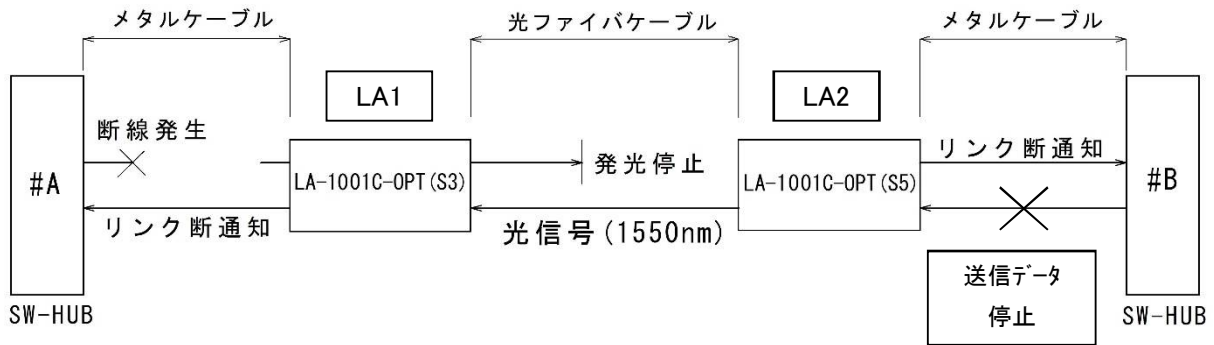 メタルケーブル
光ファイバケーブル
メタルケーブル
LA1
LA2
断線発生
#A
LA-1001C-OPT(S3)
発光停止
LA-1001C-OPT(S5)
リンク断通知
#B
リンク断通知
光信号(1550nm)
送信データ
停止
SW-HUB
SW-HUB